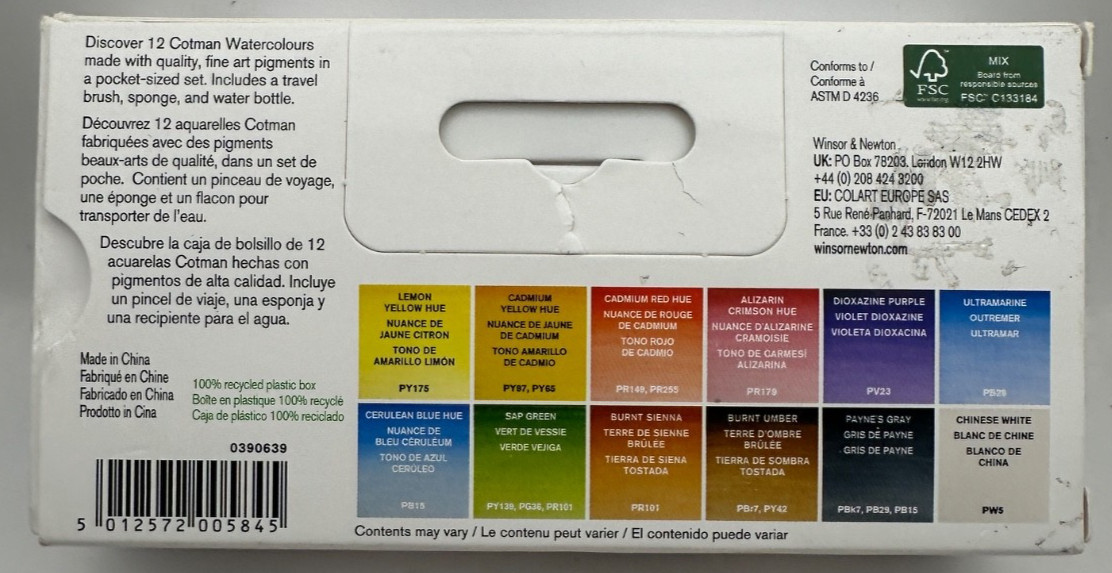 Discover 12 Cotman Watercolours
made with quality, fine art pigments in
a pocket-sized set. Includes a travel
brush, sponge, and water bottle.
Découvrez 12 aquarelles Cotman
fabriquées avec des pigments
beaux-arts de qualité, dans un set de
poche. Contient un pinceau de voyage,
une éponge et un flacon pour
transporter de l'eau.
Descubre la caja de bolsillo de 12
acuarelas Cotman hechas con
pigmentos de alta calidad. Incluye
un pincel de viaje, una esponja y
una recipiente para el agua.
Made in China
Fabriqué en Chine
Fabricado en China
Prodotto in Cina
100% recycled plastic box
Boîte en plastique 100% recyclé
Caja de plástico 100% reciclado
0390639
5 012572 005845
Conforms to /
Conforme à
ASTM D 4236
FSC
www.fsc.org
MIX
Board from
responsible sources
FSC™ C133184
Winsor & Newton
UK: PO Box 78203. London W12 2HW
+44 (0) 208 424 3200
EU: COLART EUROPE SAS
5 Rue René Panhard, F-72021 Le Mans CEDEX 2
France. +33 (0) 2 43 83 83 00
winsornewton.com
LEMON
YELLOW HUE
NUANCE DE
JAUNE CITRON
TONO DE
AMARILLO LIMÓN
PY175
CADMIUM
YELLOW HUE
NUANCE DE JAUNE
DE CADMIUM
TONO AMARILLO
DE CADMIO
PY97, PY65
CADMIUM RED HUE
NUANCE DE ROUGE
DE CADMIUM
TONO ROJO
DE CADMIO
PR149, PR255
ALIZARIN
CRIMSON HUE
NUANCE D'ALIZARINE
CRAMOISIE
TONO DE CARMESÍ
ALIZARINA
PR179
DIOXAZINE PURPLE
VIOLET DIOXAZINE
VIOLETA DIOXACINA
PV23
ULTRAMARINE
OUTREMER
ULTRAMAR
PB29
CERULEAN BLUE HUE
NUANCE DE
BLEU CÉRULÉUM
TONO DE AZUL
CERÚLEO
PB15
SAP GREEN
VERT DE VESSIE
VERDE VEJIGA
PY139, PG36, PR101
BURNT SIENNA
TERRE DE SIENNE
BRÛLÉE
TIERRA DE SIENA
TOSTADA
PR101
BURNT UMBER
TERRE D'OMBRE
BRÛLÉE
TIERRA DE SOMBRA
TOSTADA
PBr7, PY42
PAYNE'S GRAY
GRIS DE PAYNE
GRIS DE PAYNE
PBk7, PB29, PB15
CHINESE WHITE
BLANC DE CHINE
BLANCO DE
CHINA
PW5
Contents may vary / Le contenu peut varier / El contenido puede variar